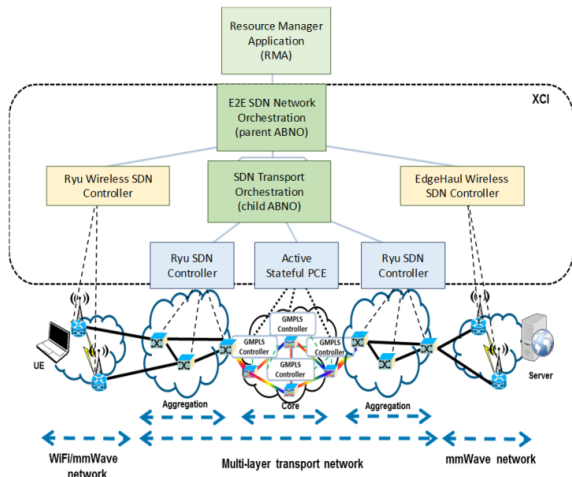 Resource Manager
Application
(RMA)
XCI
E2E SDN Network
Orchestration
(parent ABNO)
Ryu Wireless SDN
Controller
SDN Transport
Orchestration
(child ABNO)
EdgeHaul Wireless
SDN Controller
Ryu SDN
Controller
Active
Stateful PCE
Ryu SDN
Controller
GMPLS
Controller
GMPLS
Controller
GMPLS
Controller
GMPLS
Controller
UE
Server
Aggregation
Core
Aggregation
WiFi/mmWave
network
Multi-layer transport network
mmWave network